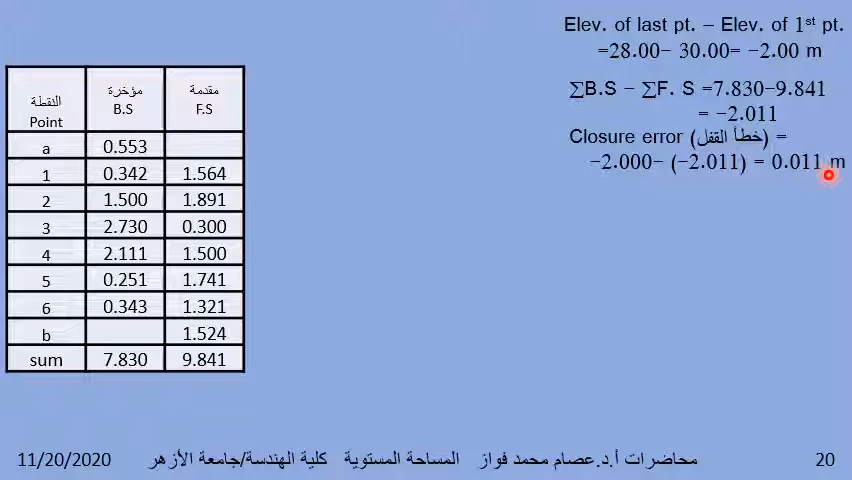 Elev. of last pt. – Elev. of 1st pt.
=28.00– 30.00= –2.00 m
∑B.S – ∑F. S =7.830–9.841
= –2.011
Closure error (خطأ القفل) =
–2.000– (–2.011) = 0.011 m
النقطة Point | مؤخرة B.S | مقدمة F.S
a | 0.553 |
1 | 0.342 | 1.564
2 | 1.500 | 1.891
3 | 2.730 | 0.300
4 | 2.111 | 1.500
5 | 0.251 | 1.741
6 | 0.343 | 1.321
b | | 1.524
sum | 7.830 | 9.841
11/20/2020
محاضرات أ.د.عصام محمد فواز المساحة المستوية كلية الهندسة/جامعة الأزهر
20